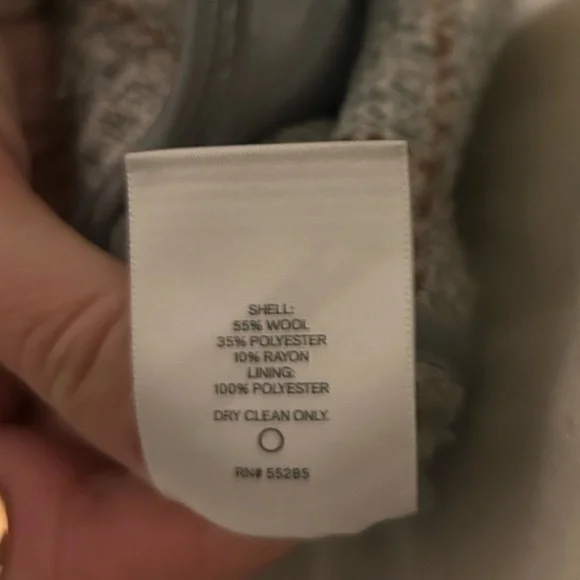 SHELL:
55% WOOL
35% POLYESTER
10% RAYON
LINING:
100% POLYESTER
DRY CLEAN ONLY.
RN# 55285